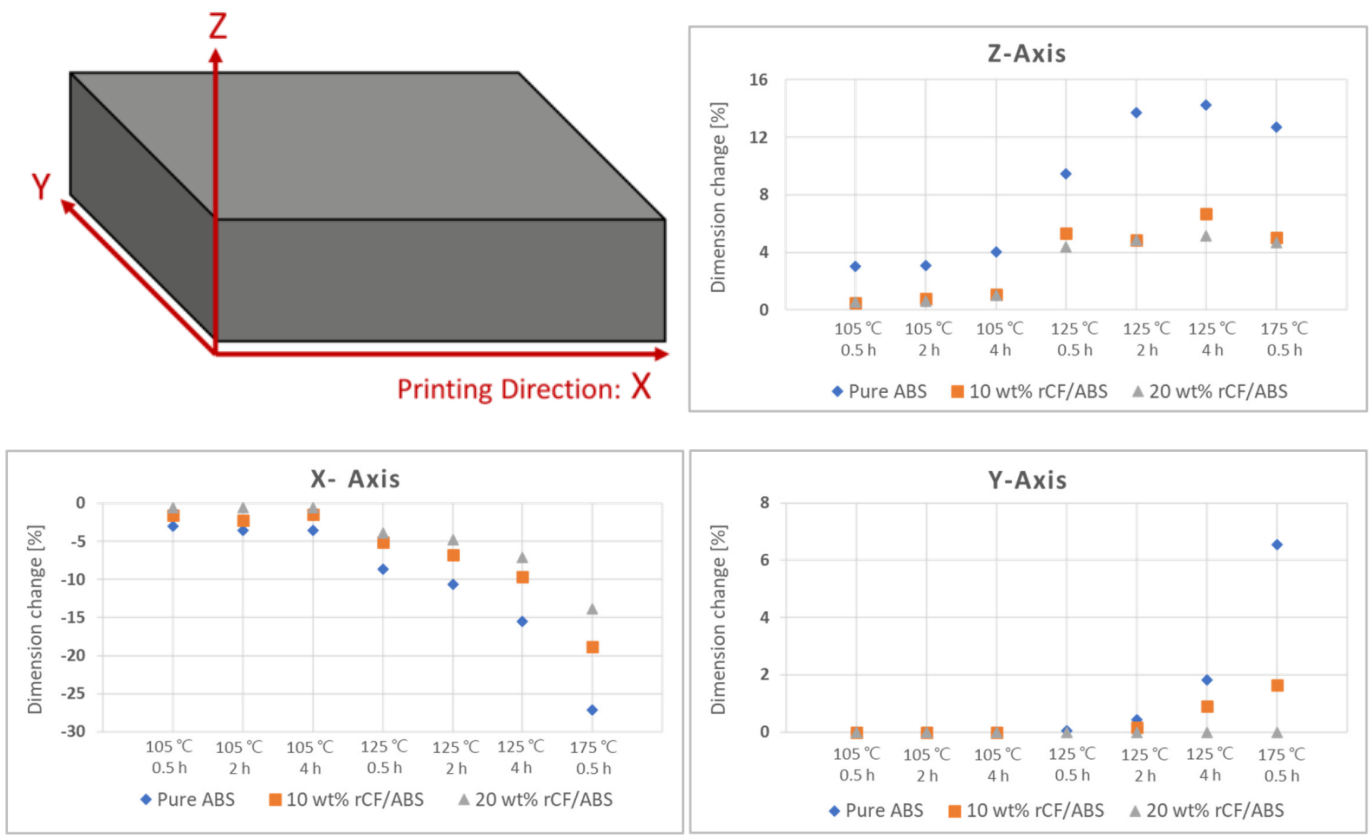 Z
Y
Printing Direction: X
Z-Axis
Dimension change [%]
16
12
8
4
0
105 °C 105 °C 105 °C 125 °C 125 °C 125 °C 175 °C
0.5 h 2 h 4 h 0.5 h 2 h 4 h 0.5 h
Pure ABS 10 wt% rCF/ABS 20 wt% rCF/ABS
X- Axis
Dimension change [%]
0
-5
-10
-15
-20
-25
-30
105 °C 105 °C 105 °C 125 °C 125 °C 125 °C 175 °C
0.5 h 2 h 4 h 0.5 h 2 h 4 h 0.5 h
Pure ABS 10 wt% rCF/ABS 20 wt% rCF/ABS
Y-Axis
Dimension change [%]
8
6
4
2
0
105 °C 105 °C 105 °C 125 °C 125 °C 125 °C 175 °C
0.5 h 2 h 4 h 0.5 h 2 h 4 h 0.5 h
Pure ABS 10 wt% rCF/ABS 20 wt% rCF/ABS